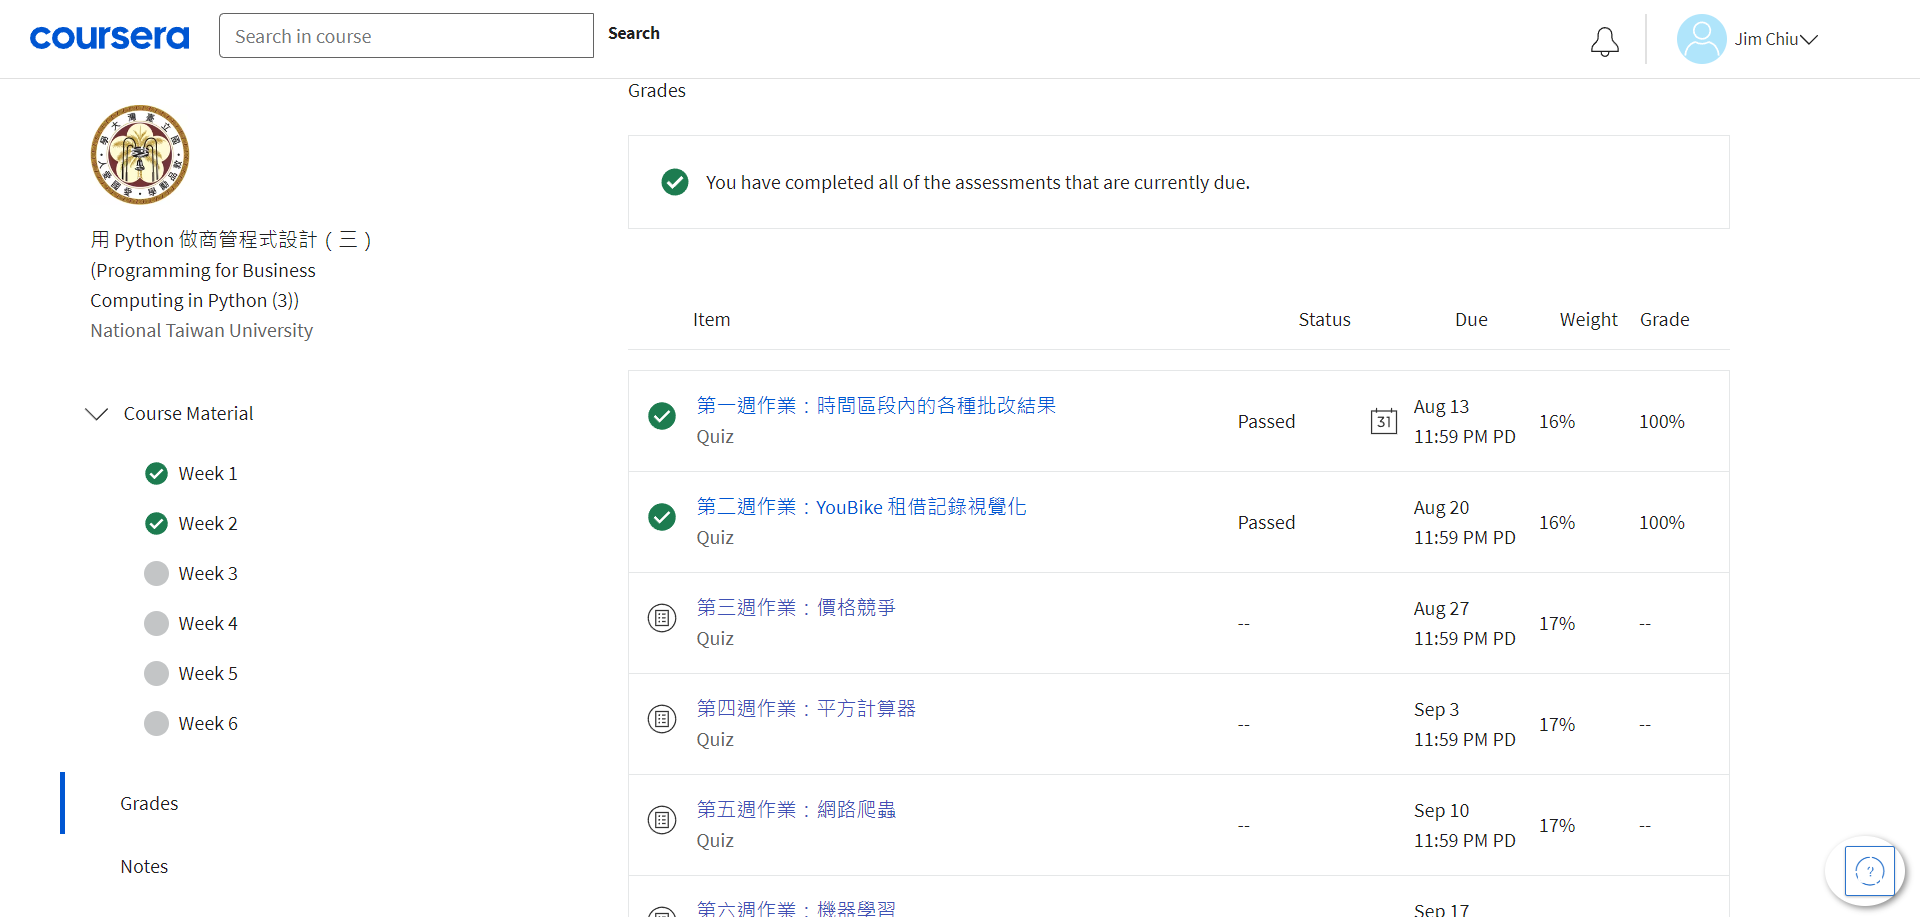 coursera
Search in course
Search
Jim Chiu
用 Python 做商管程式設計（三）
(Programming for Business
Computing in Python (3))
National Taiwan University
Course Material
Week 1
Week 2
Week 3
Week 4
Week 5
Week 6
Grades
Notes
Grades
You have completed all of the assessments that are currently due.
Item Status Due Weight Grade
第一週作業：時間區段內的各種批改結果
Quiz
Passed
31
Aug 13
11:59 PM PD
16%
100%
第二週作業：YouBike 租借記錄視覺化
Quiz
Passed
Aug 20
11:59 PM PD
16%
100%
第三週作業：價格競爭
Quiz
--
Aug 27
11:59 PM PD
17%
--
第四週作業：平方計算器
Quiz
--
Sep 3
11:59 PM PD
17%
--
第五週作業：網路爬蟲
Quiz
--
Sep 10
11:59 PM PD
17%
--
第六週作業：機器學習
Sep 17
?